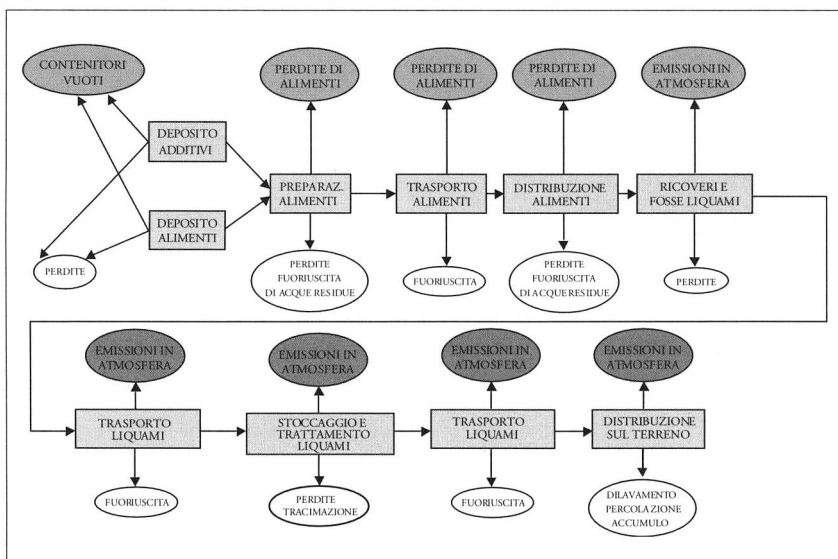 CONTENITORI
VUOTI
PERDITE DI
ALIMENTI
PERDITE DI
ALIMENTI
PERDITE DI
ALIMENTI
EMISSIONI IN
ATMOSFERA
DEPOSITO
ADDITIVI
DEPOSITO
ALIMENTI
PREPARAZ.
ALIMENTI
TRASPORTO
ALIMENTI
DISTRIBUZIONE
ALIMENTI
RICOVERI E
FOSSE LIQUAMI
PERDITE
PERDITE
FUORIUSCITA
DI ACQUE RESIDUE
FUORIUSCITA
PERDITE
FUORIUSCITA
DI ACQUE RESIDUE
PERDITE
EMISSIONI IN
ATMOSFERA
EMISSIONI IN
ATMOSFERA
EMISSIONI IN
ATMOSFERA
EMISSIONI IN
ATMOSFERA
TRASPORTO
LIQUAMI
STOCCAGGIO E
TRATTAMENTO
LIQUAMI
TRASPORTO
LIQUAMI
DISTRIBUZIONE
SUL TERRENO
FUORIUSCITA
PERDITE
TRACIMAZIONE
FUORIUSCITA
DILAVAMENTO
PERCOLAZIONE
ACCUMULO